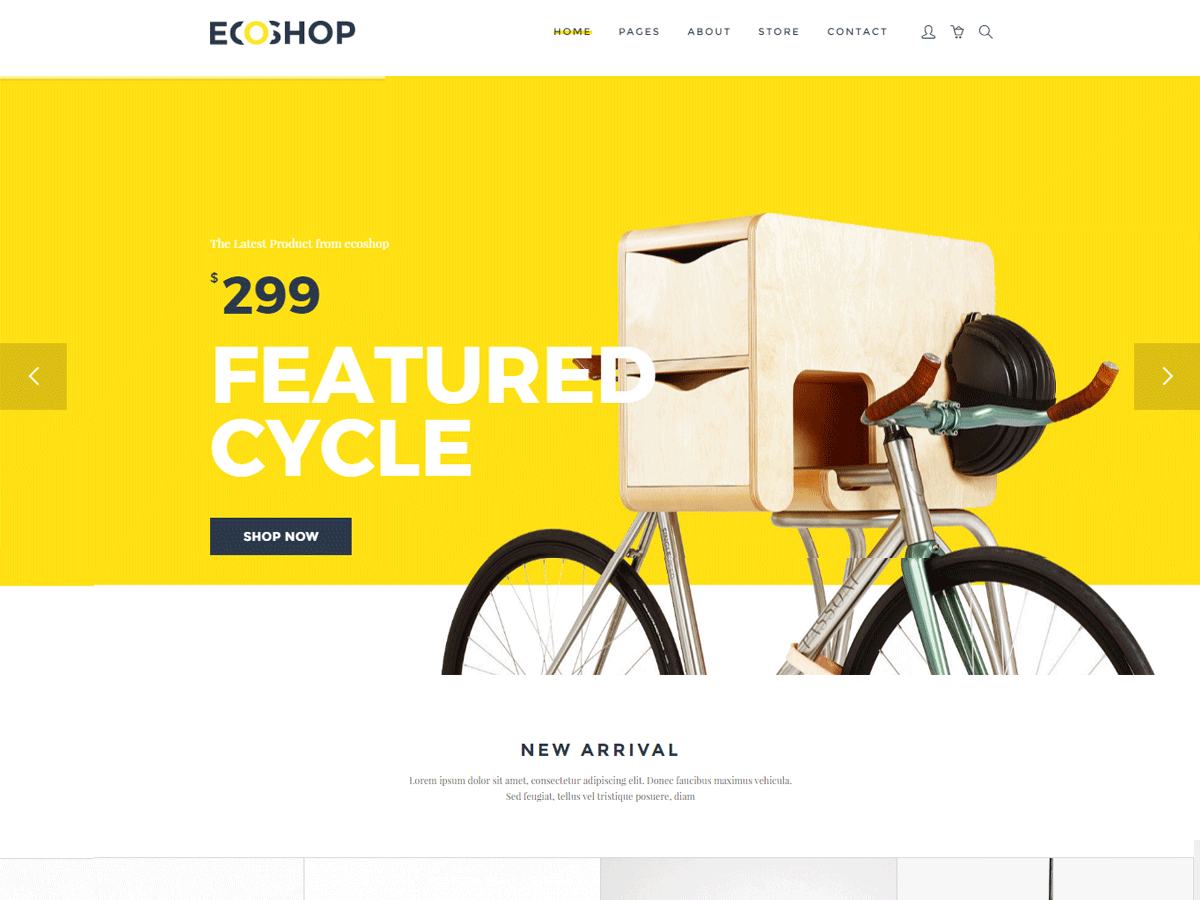 ECOSHOP
HOME PAGES ABOUT STORE CONTACT
The Latest Product from ecoshop
$299
FEATURED
CYCLE
SHOP NOW
NEW ARRIVAL
Lorem ipsum dolor sit amet, consectetur adipiscing elit. Donec faucibus maximus vehicula.
Sed feugiat, tellus vel tristique posuere, diam